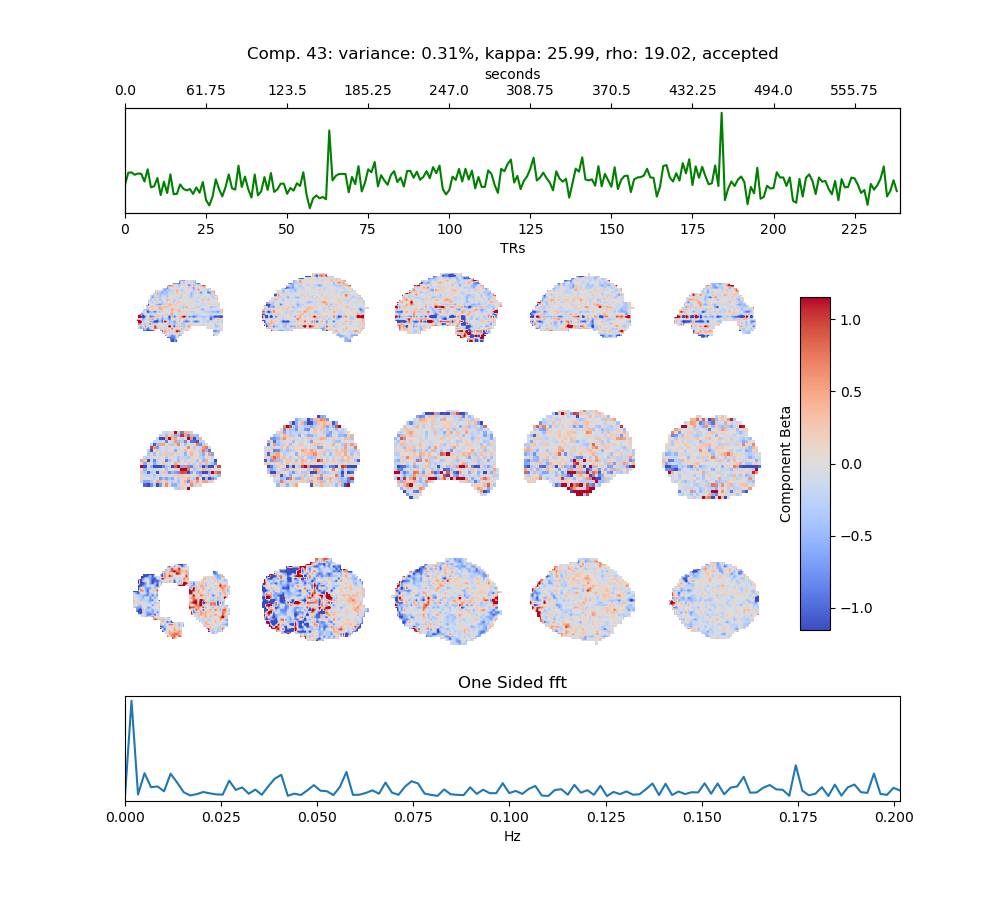 Comp. 43: variance: 0.31%, kappa: 25.99, rho: 19.02, accepted
seconds
0.0 61.75 123.5 185.25 247.0 308.75 370.5 432.25 494.0 555.75
0 25 50 75 100 125 150 175 200 225
TRs
1.0
0.5
0.0
−0.5
−1.0
Component Beta
One Sided fft
0.000 0.025 0.050 0.075 0.100 0.125 0.150 0.175 0.200
Hz